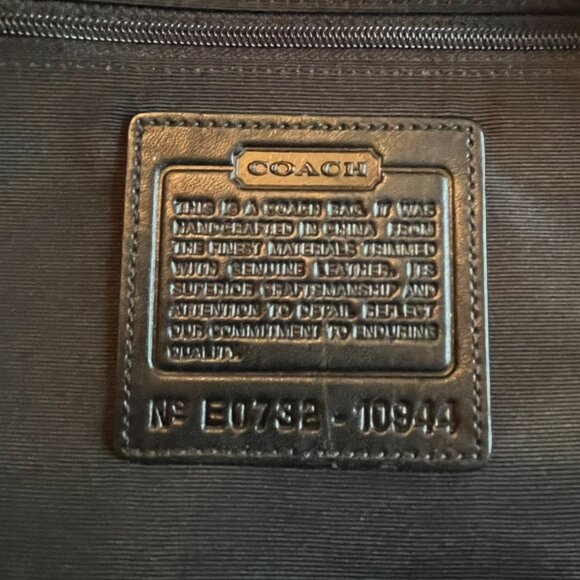 COACH
THIS IS A COACH BAG. IT WAS
HANDCRAFTED IN CHINA FROM
THE FINEST MATERIALS TRIMMED
WITH GENUINE LEATHER. ITS
SUPERIOR CRAFTSMANSHIP AND
ATTENTION TO DETAIL REFLECT
OUR COMMITMENT TO ENDURING
QUALITY.
Nº E0732-10944